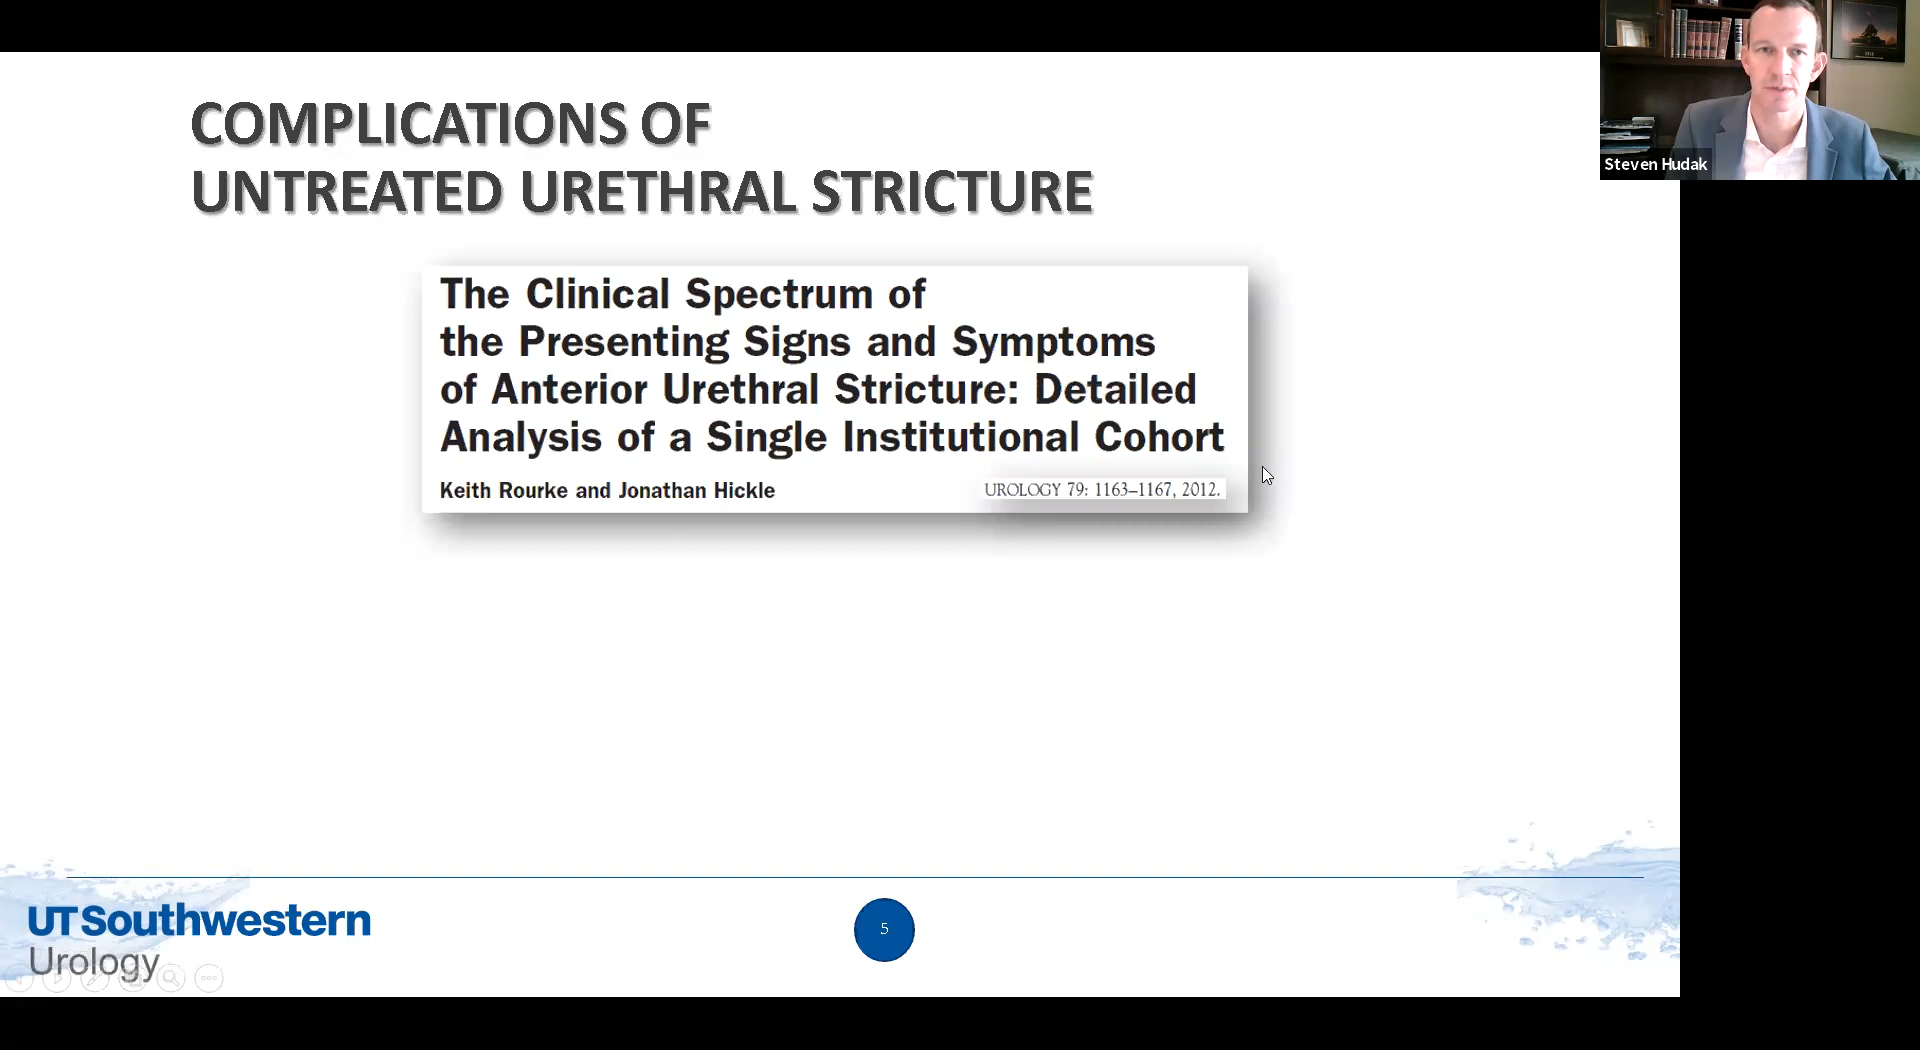 COMPLICATIONS OF
UNTREATED URETHRAL STRICTURE
The Clinical Spectrum of
the Presenting Signs and Symptoms
of Anterior Urethral Stricture: Detailed
Analysis of a Single Institutional Cohort
Keith Rourke and Jonathan Hickle
UROLOGY 79: 1163–1167, 2012.
Steven Hudak
UTSouthwestern
Urology
5